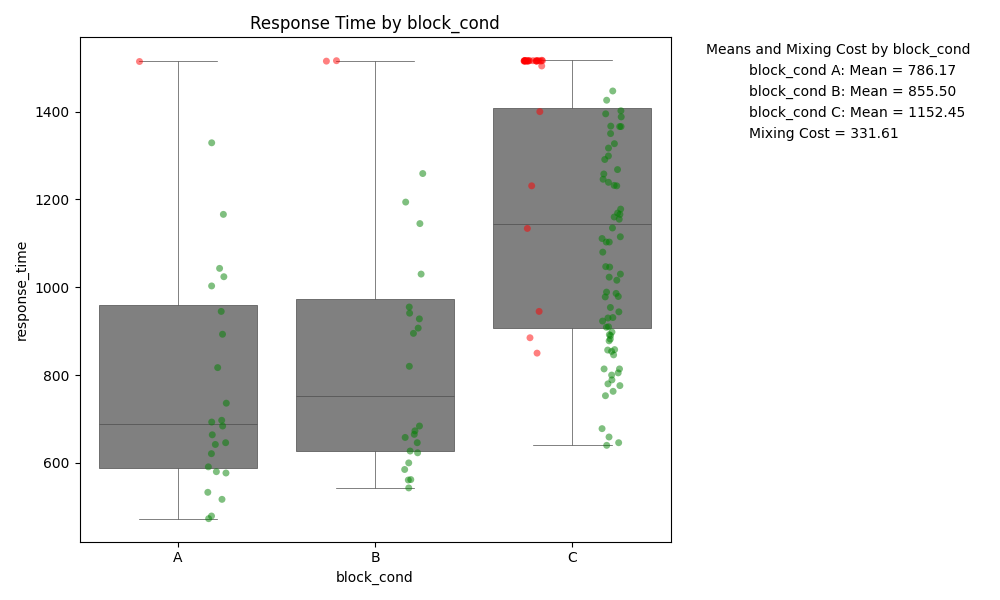 Response Time by block_cond
Means and Mixing Cost by block_cond
block_cond A: Mean = 786.17
block_cond B: Mean = 855.50
block_cond C: Mean = 1152.45
Mixing Cost = 331.61
response_time
1400
1200
1000
800
600
A
B
C
block_cond